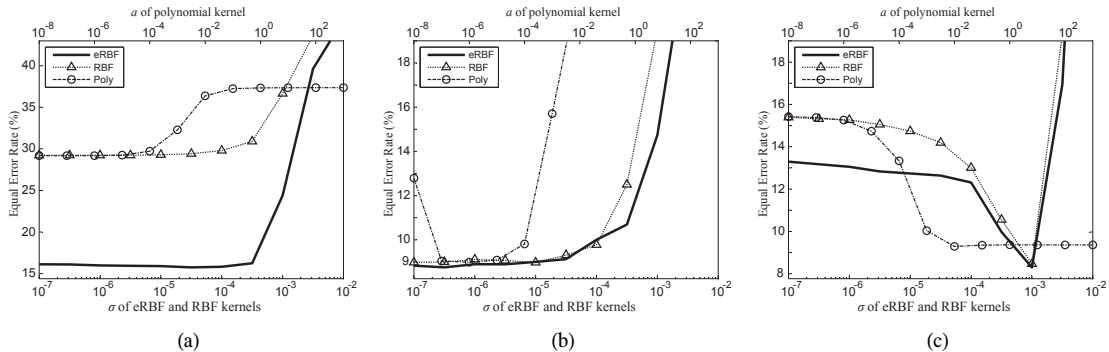 a of polynomial kernel
10^-8 10^-6 10^-4 10^-2 10^0 10^2
40
35
30
25
20
15
Equal Error Rate (%)
eRBF
RBF
Poly
10^-7 10^-6 10^-5 10^-4 10^-3 10^-2
σ of eRBF and RBF kernels
(a)
a of polynomial kernel
10^-8 10^-6 10^-4 10^-2 10^0 10^2
18
16
14
12
10
9
Equal Error Rate (%)
eRBF
RBF
Poly
10^-7 10^-6 10^-5 10^-4 10^-3 10^-2
σ of eRBF and RBF kernels
(b)
a of polynomial kernel
10^-8 10^-6 10^-4 10^-2 10^0 10^2
18
16
14
12
10
8
Equal Error Rate (%)
eRBF
RBF
Poly
10^-7 10^-6 10^-5 10^-4 10^-3 10^-2
σ of eRBF and RBF kernels
(c)